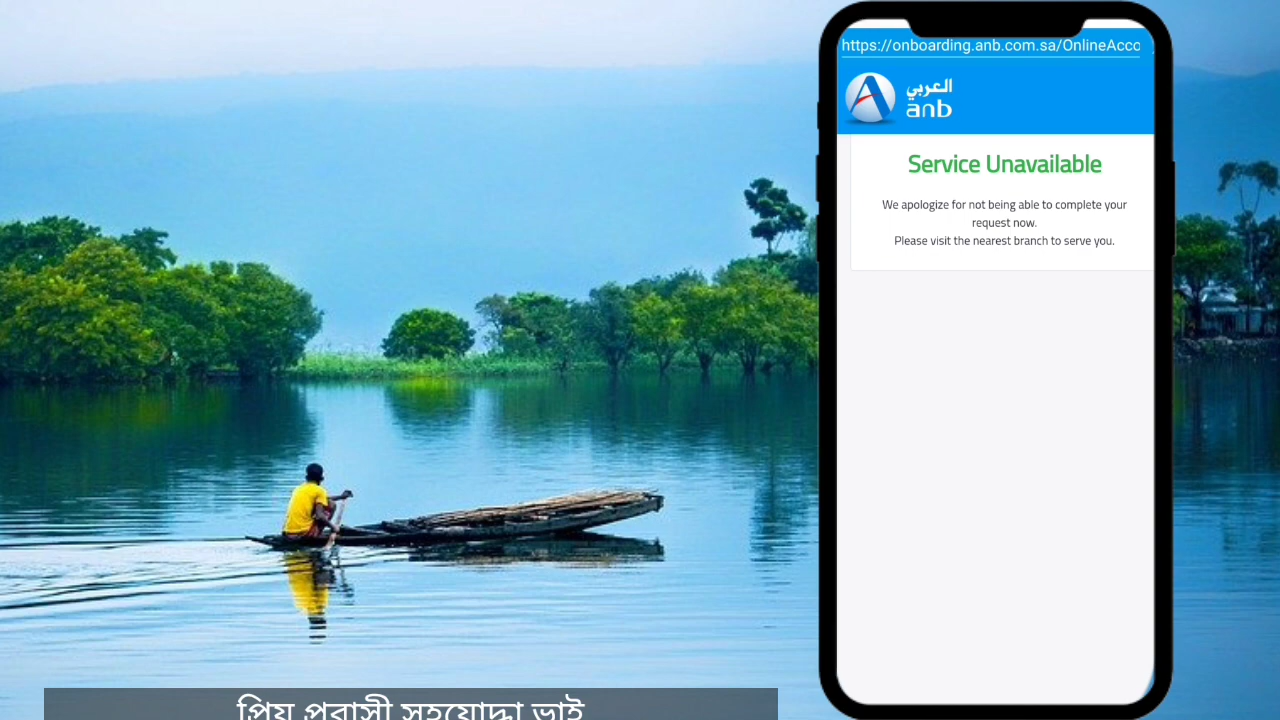 https://onboarding.anb.com.sa/OnlineAcco
العربي
anb
Service Unavailable
We apologize for not being able to complete your
request now.
Please visit the nearest branch to serve you.
প্রিয় প্রবাসী সহযোদ্ধা ভাই